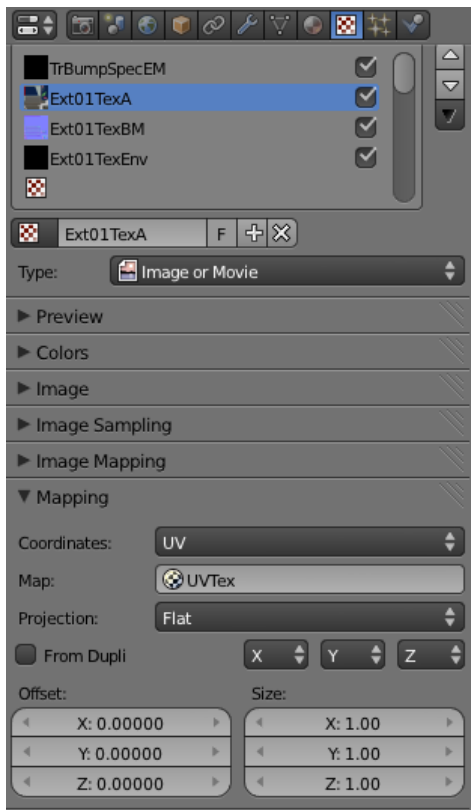 TrBumpSpecEM
Ext01TexA
Ext01TexBM
Ext01TexEnv
Ext01TexA F
Type: Image or Movie
Preview
Colors
Image
Image Sampling
Image Mapping
Mapping
Coordinates: UV
Map: UVTex
Projection: Flat
From Dupli X Y Z
Offset: Size:
X: 0.00000 X: 1.00
Y: 0.00000 Y: 1.00
Z: 0.00000 Z: 1.00